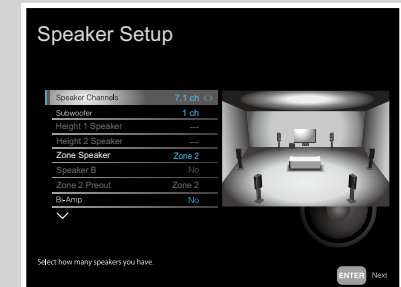 Speaker Setup
Speaker Channels 7.1 ch < >
Subwoofer 1 ch
Height 1 Speaker ---
Height 2 Speaker ---
Zone Speaker Zone 2
Speaker B No
Zone 2 Preout Zone 2
Bi-Amp No
Select how many speakers you have.
ENTER Next